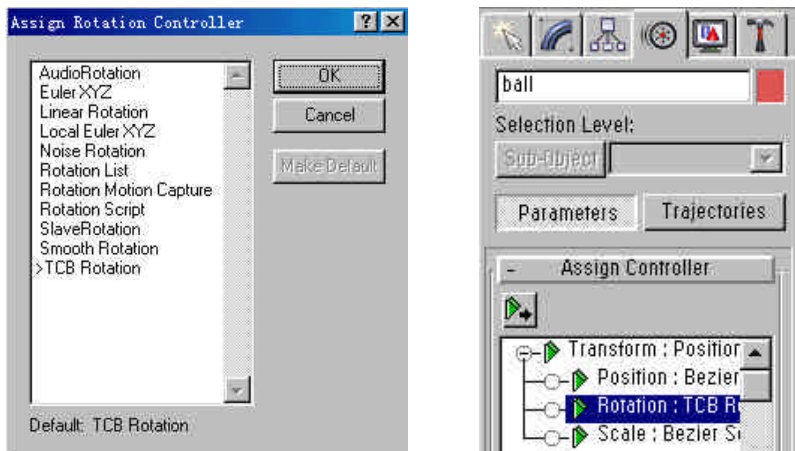 Assign Rotation Controller
AudioRotation
Euler XYZ
Linear Rotation
Local Euler XYZ
Noise Rotation
Rotation List
Rotation Motion Capture
Rotation Script
SlaveRotation
Smooth Rotation
>TCB Rotation
OK
Cancel
Make Default
Default: TCB Rotation
ball
Selection Level:
Sub-Object
Parameters
Trajectories
- Assign Controller
Transform : Position
Position : Bezier
Rotation : TCB R
Scale : Bezier S